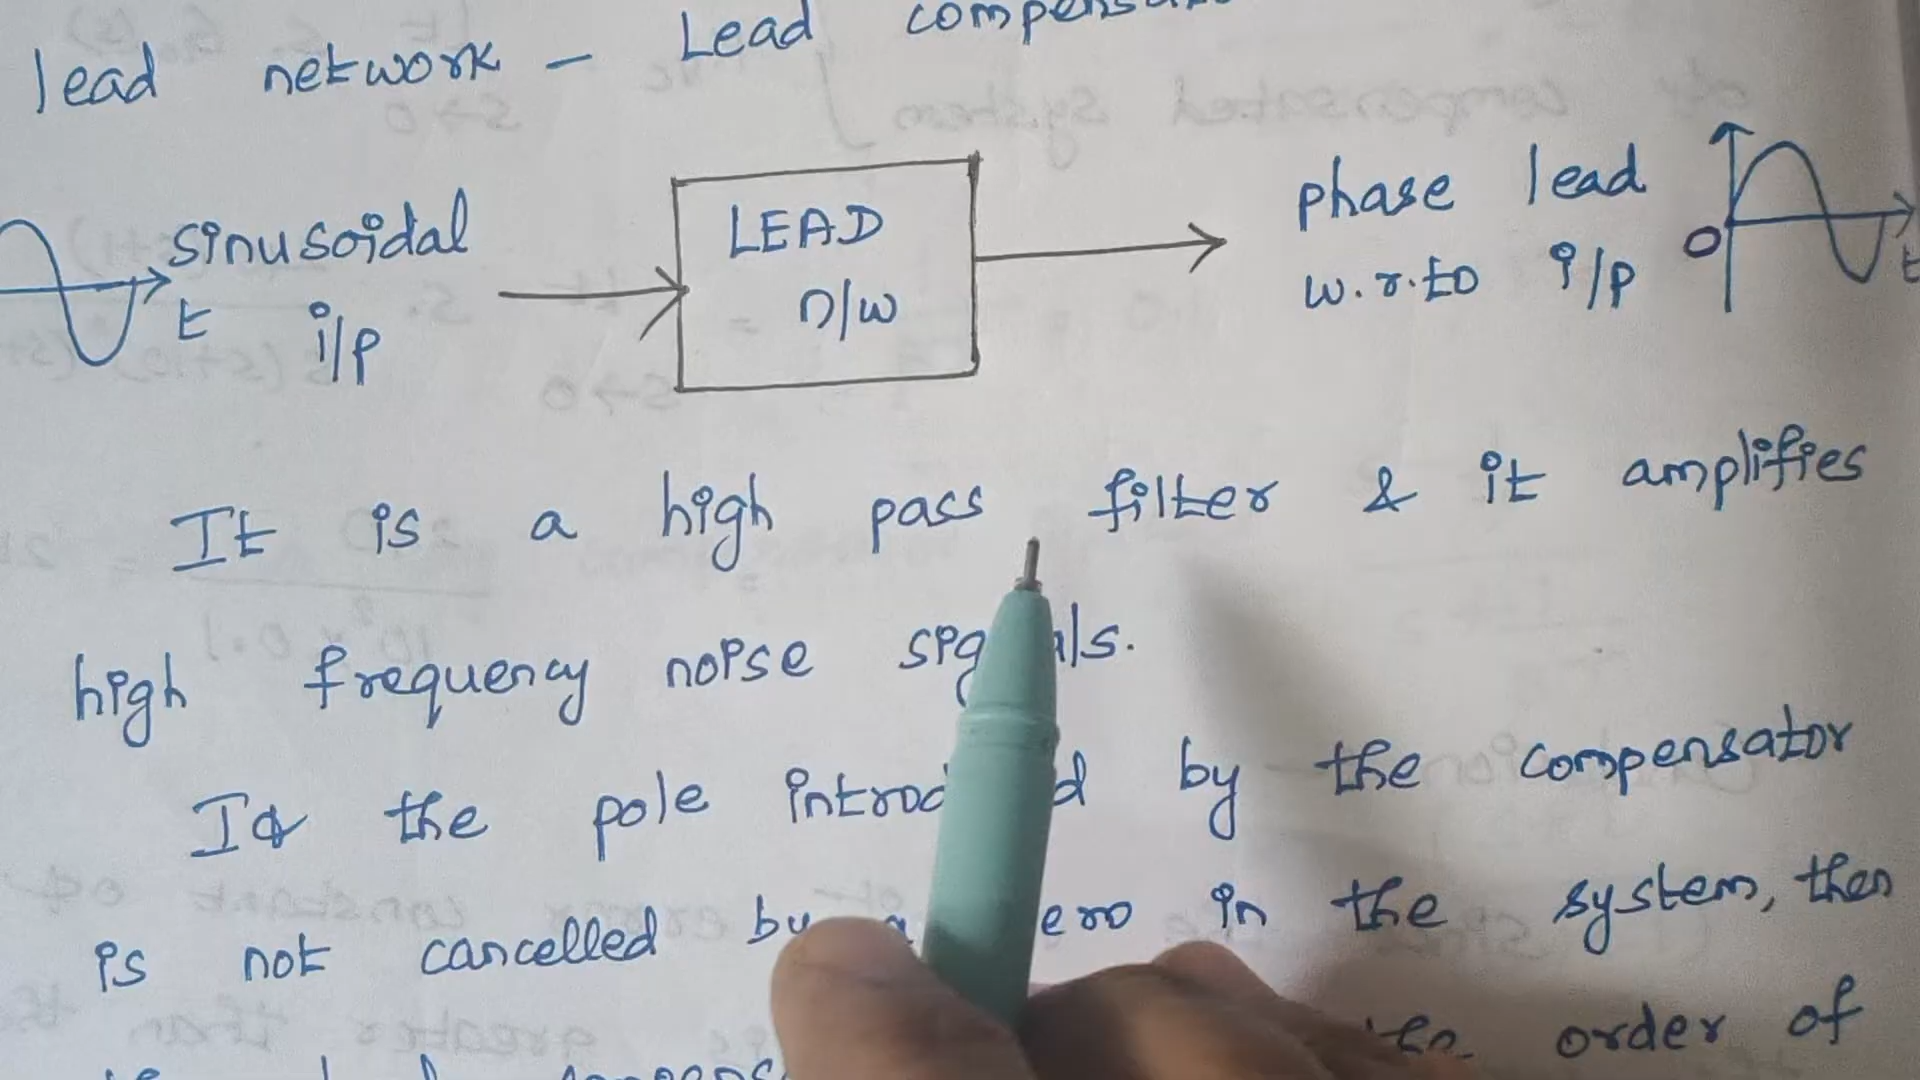 lead network - Lead
sinusoidal
t i/p
LEAD
n/w
phase lead
w.r.to i/p
0
t
It is a high pass filter & it amplifies
high frequency noise
If the pole by the compensator
is not cancelled by in the system, then
order of